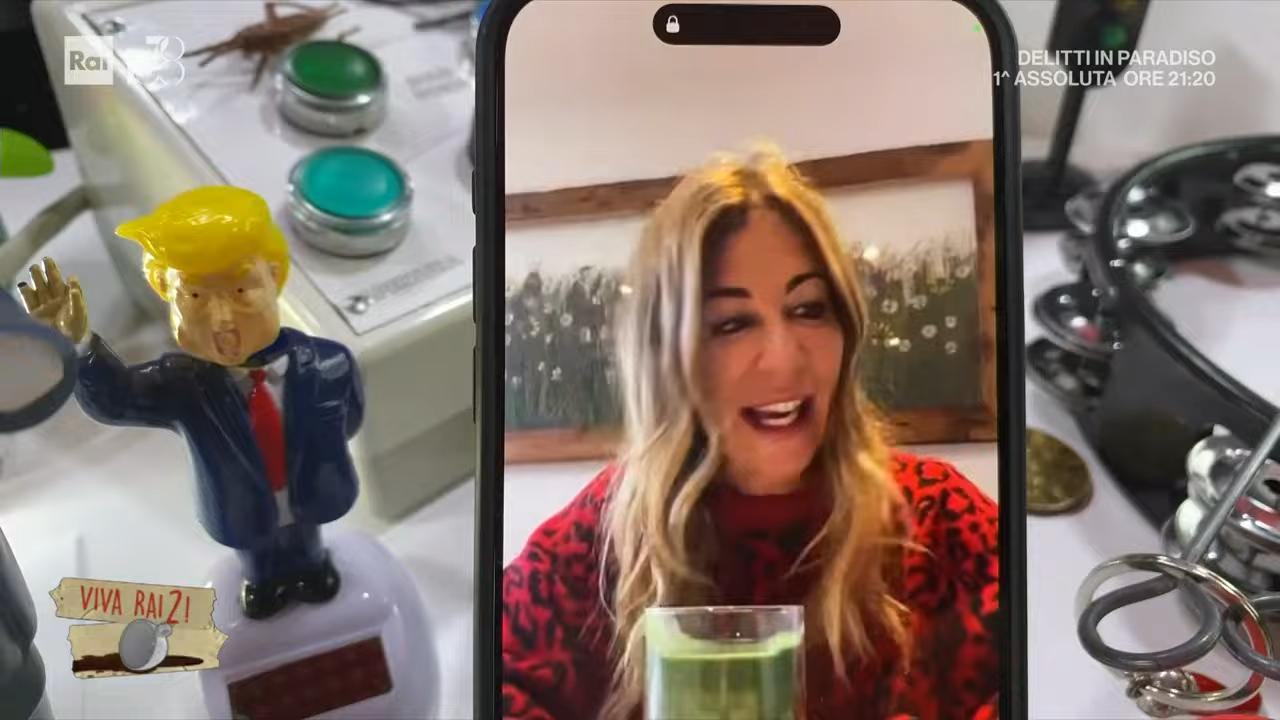 Rai
DELITTI IN PARADISO
1^ ASSOLUTA ORE 21:20
VIVA RAI 2!